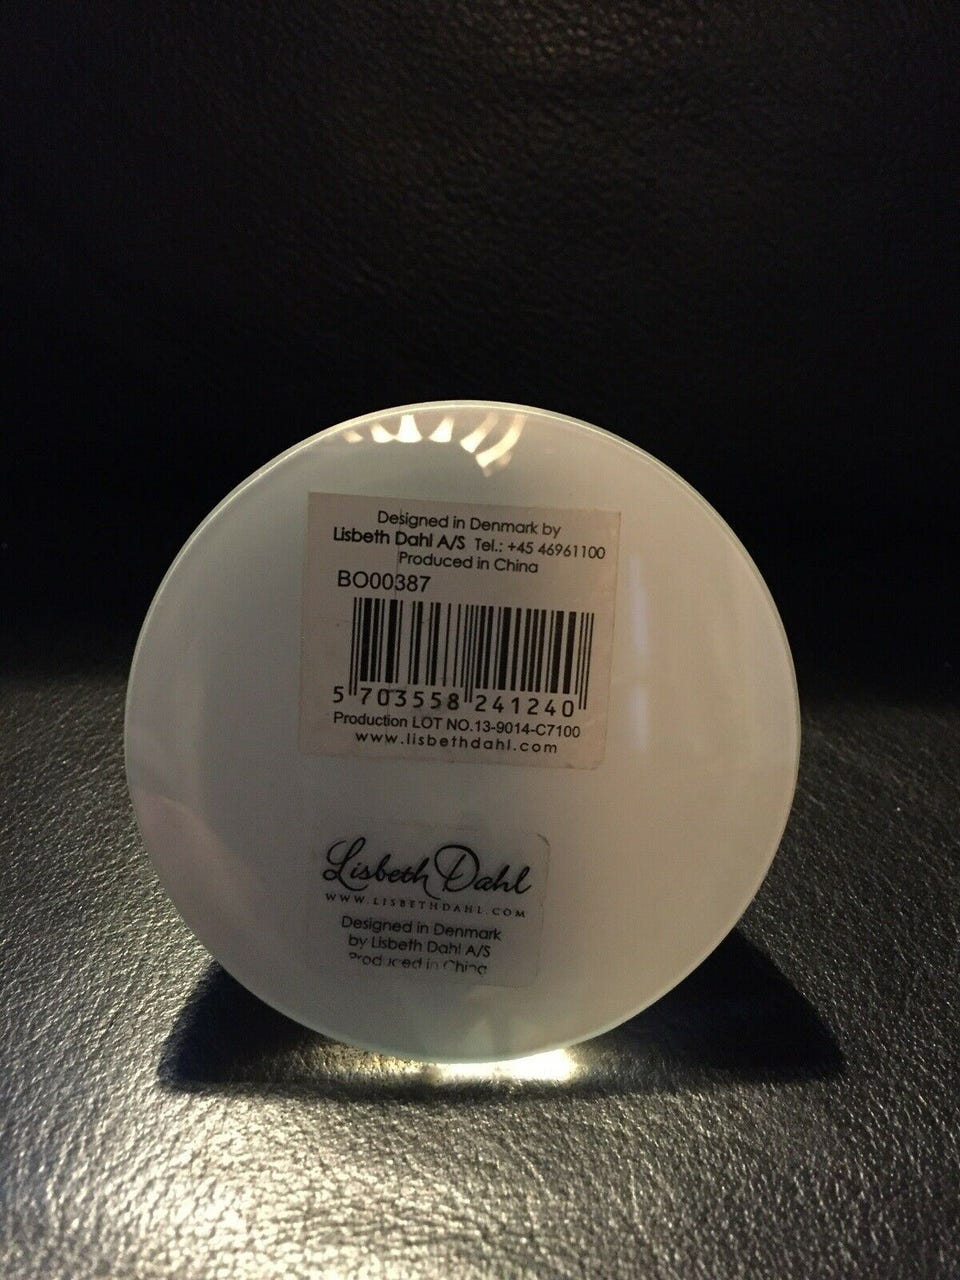 Designed in Denmark by
Lisbeth Dahl A/S Tel.: +45 46961100
Produced in China
BO00387
5 703558 241240
Production LOT NO.13-9014-C7100
www.lisbethdahl.com
Lisbeth Dahl
WWW.LISBETHDAHL.COM
Designed in Denmark
by Lisbeth Dahl A/S
Produced in China